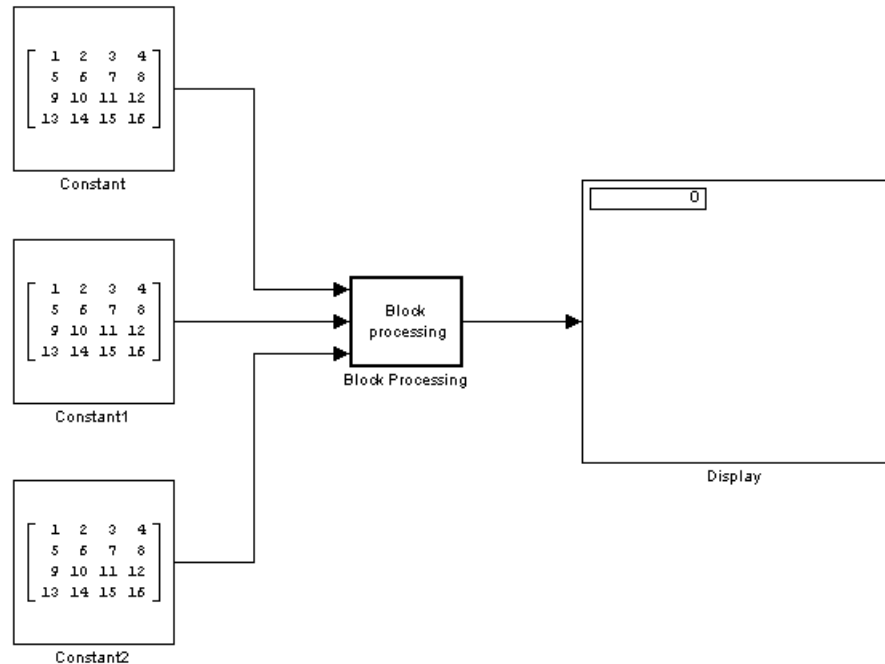 1 2 3 4
5 6 7 8
9 10 11 12
13 14 15 16
Constant
1 2 3 4
5 6 7 8
9 10 11 12
13 14 15 16
Constant1
1 2 3 4
5 6 7 8
9 10 11 12
13 14 15 16
Constant2
Block
processing
Block Processing
0
Display